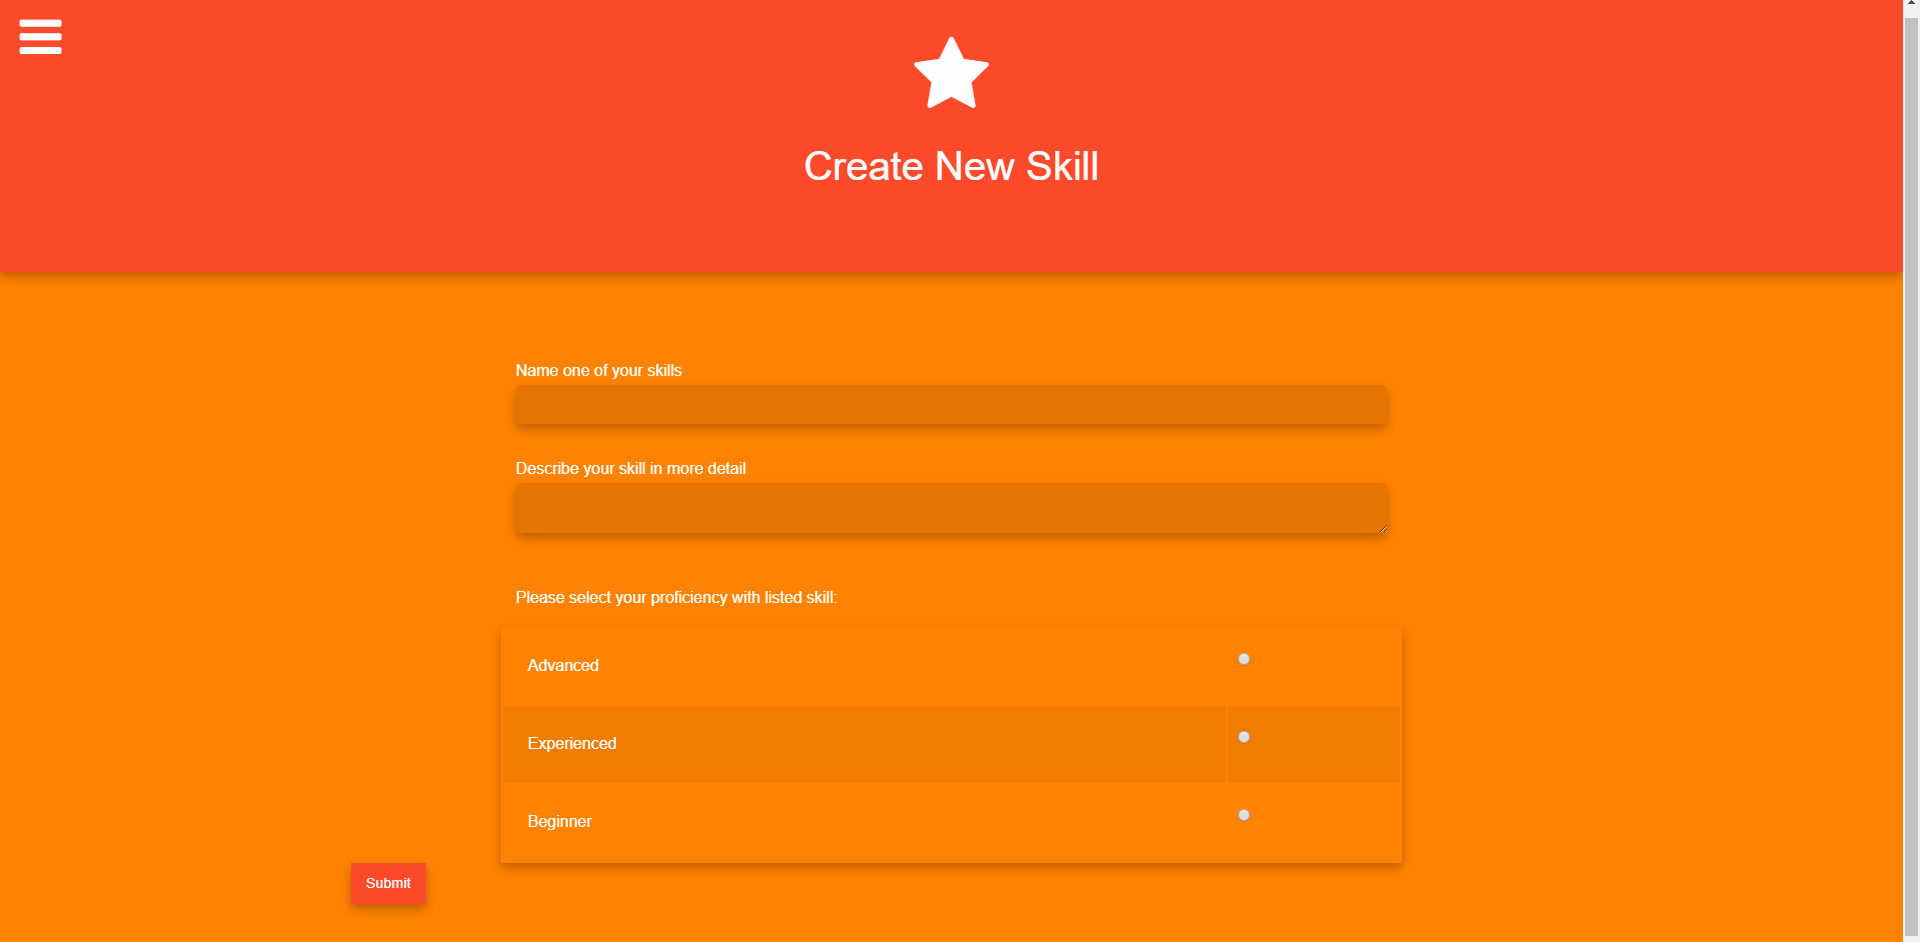 Create New Skill
Name one of your skills
Describe your skill in more detail
Please select your proficiency with listed skill:
Advanced
Experienced
Beginner
Submit